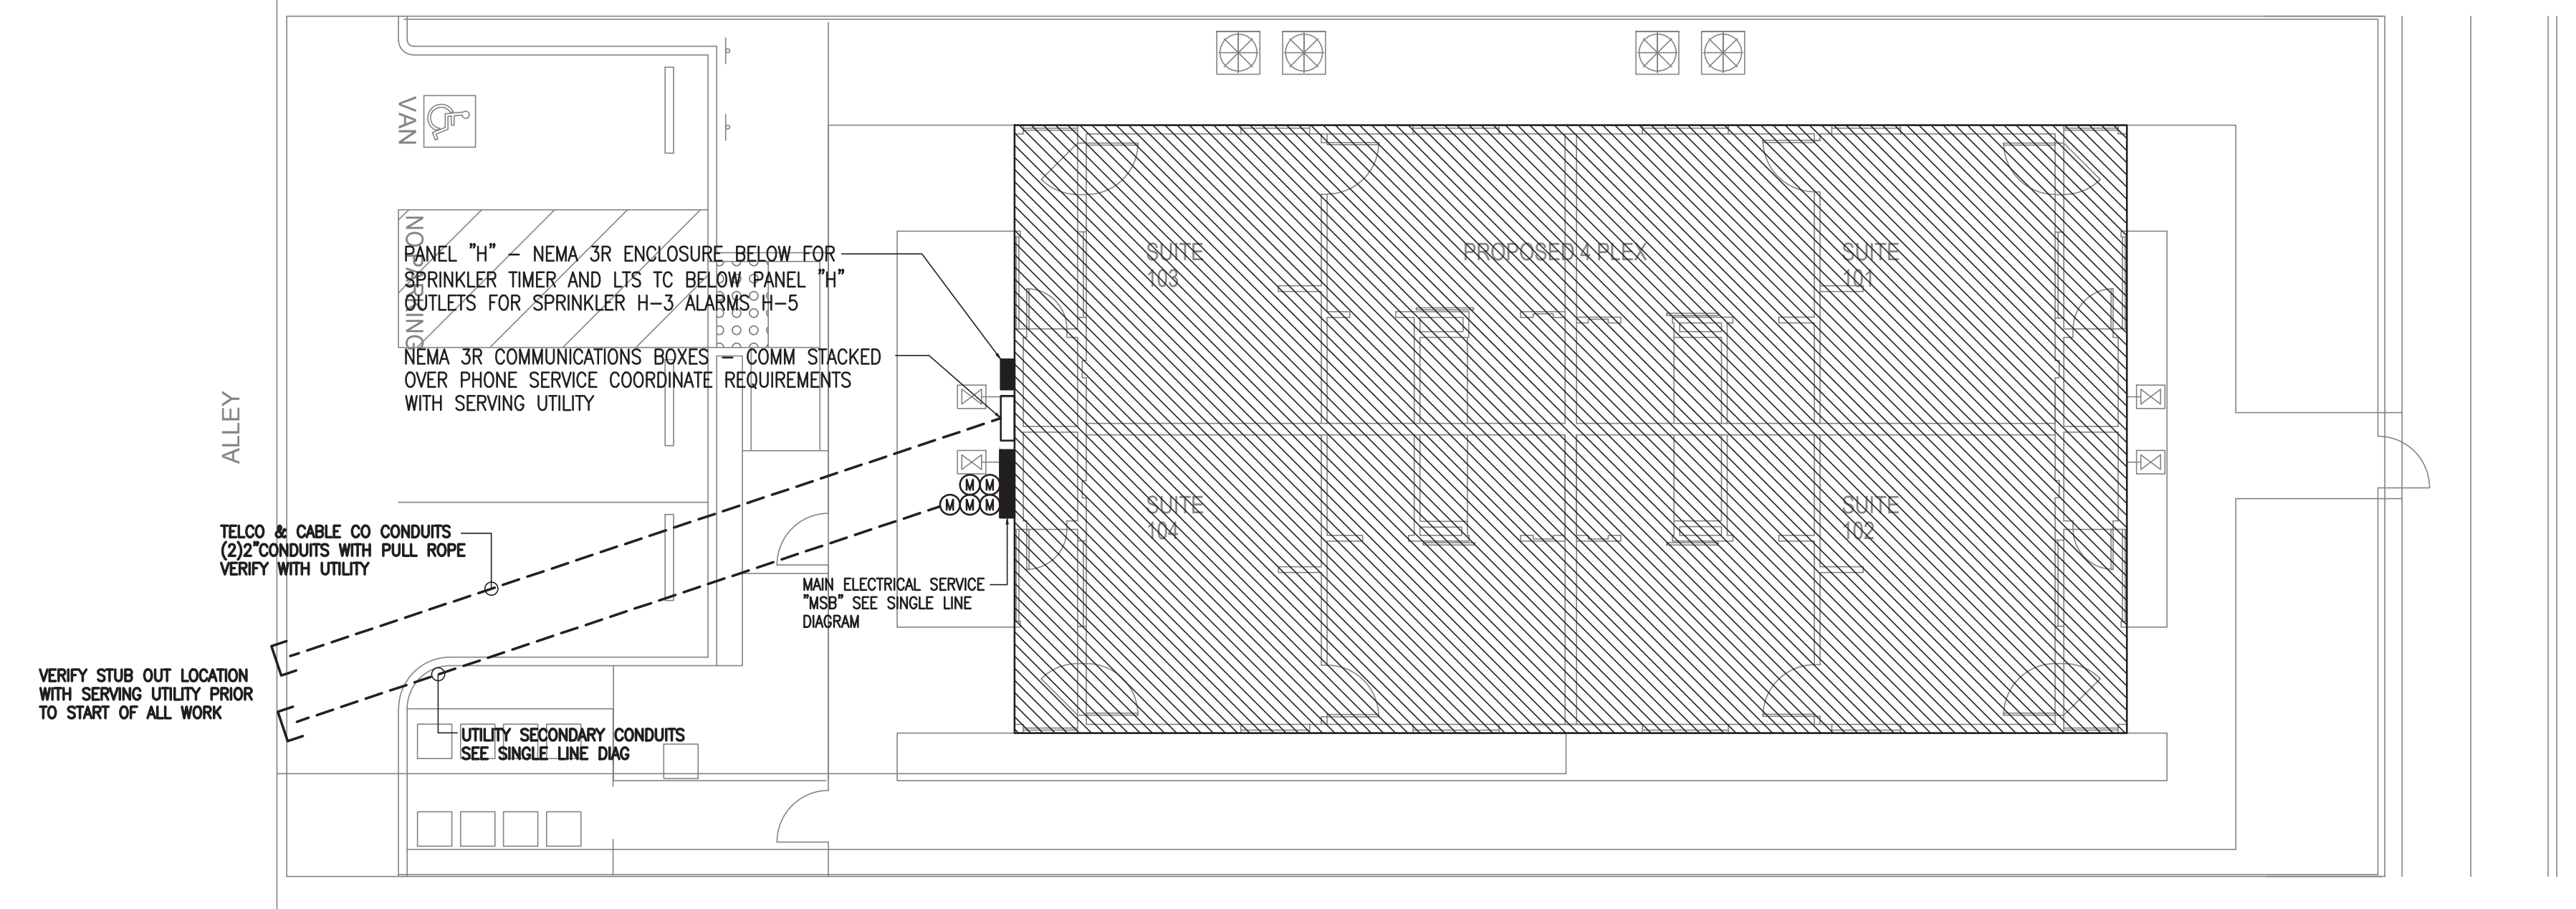 VAN
NO PARKING
PANEL "H" – NEMA 3R ENCLOSURE BELOW FOR
SPRINKLER TIMER AND LTS TC BELOW PANEL "H"
OUTLETS FOR SPRINKLER H–3 ALARMS H–5
NEMA 3R COMMUNICATIONS BOXES – COMM STACKED
OVER PHONE SERVICE COORDINATE REQUIREMENTS
WITH SERVING UTILITY
SUITE
103
PROPOSED 4 PLEX
SUITE
101
ALLEY
M M
M M M
SUITE
104
SUITE
102
TELCO & CABLE CO CONDUITS
(2)2"CONDUITS WITH PULL ROPE
VERIFY WITH UTILITY
MAIN ELECTRICAL SERVICE
"MSB" SEE SINGLE LINE
DIAGRAM
VERIFY STUB OUT LOCATION
WITH SERVING UTILITY PRIOR
TO START OF ALL WORK
UTILITY SECONDARY CONDUITS
SEE SINGLE LINE DIAG